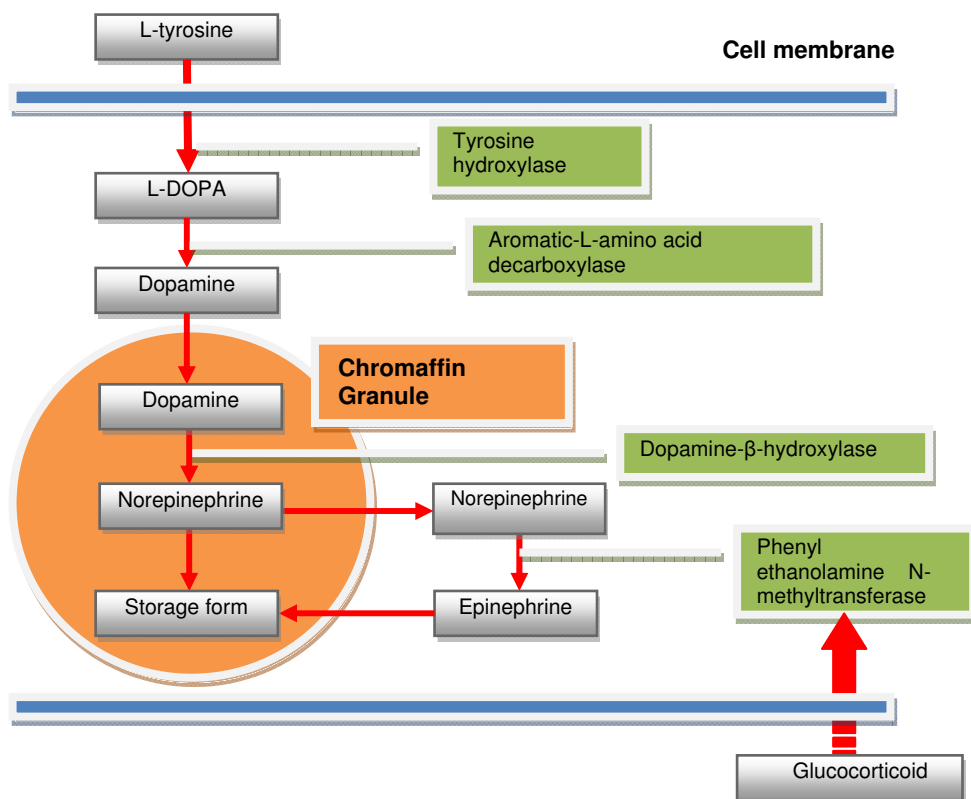 L-tyrosine
Cell membrane
Tyrosine
hydroxylase
L-DOPA
Aromatic-L-amino acid
decarboxylase
Dopamine
Chromaffin
Granule
Dopamine
Dopamine-β-hydroxylase
Norepinephrine
Norepinephrine
Phenyl
ethanolamine N-
methyltransferase
Storage form
Epinephrine
Glucocorticoid